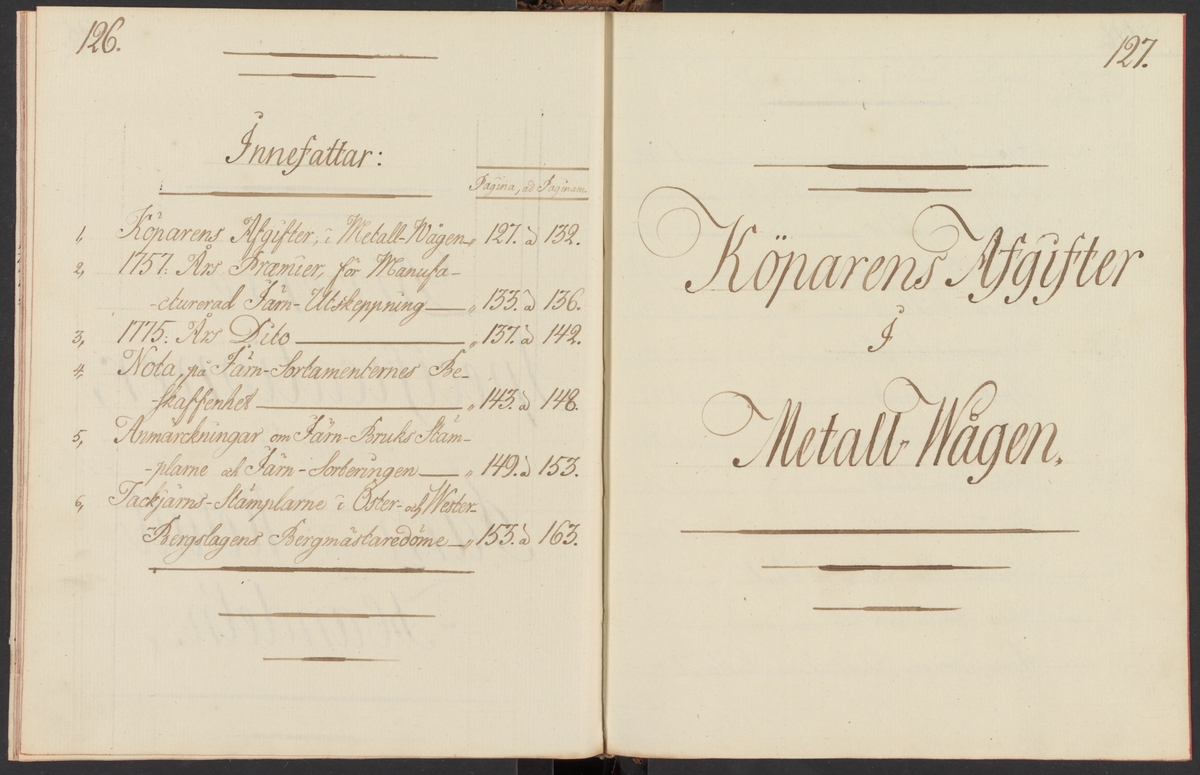 126.
Innefattar:
Pagina, ad Paginam.
1, Köparens Afgifter, i Metall-Wågen „ 127. à 132.
2, 1757. Års Præmier, för Manufa-
-cturerad Järn-Utskeppning „ 133. à 136.
3, 1775. Års Dito „ 137. à 142.
4, Nota, på Järn-Sortamenternes Be-
-skaffenhet „ 143. à 148.
5, Anmärckningar om Järn-Bruks Stäm-
-plarne och Järn-Sorteringen „ 149. à 153.
6, Tackjärns-Stämplarne i Öster- och Wester-
-Bergslagens Bergmästaredöme „ 153. à 163.
127.
Köparens Afgifter
I
Metall-Wågen.